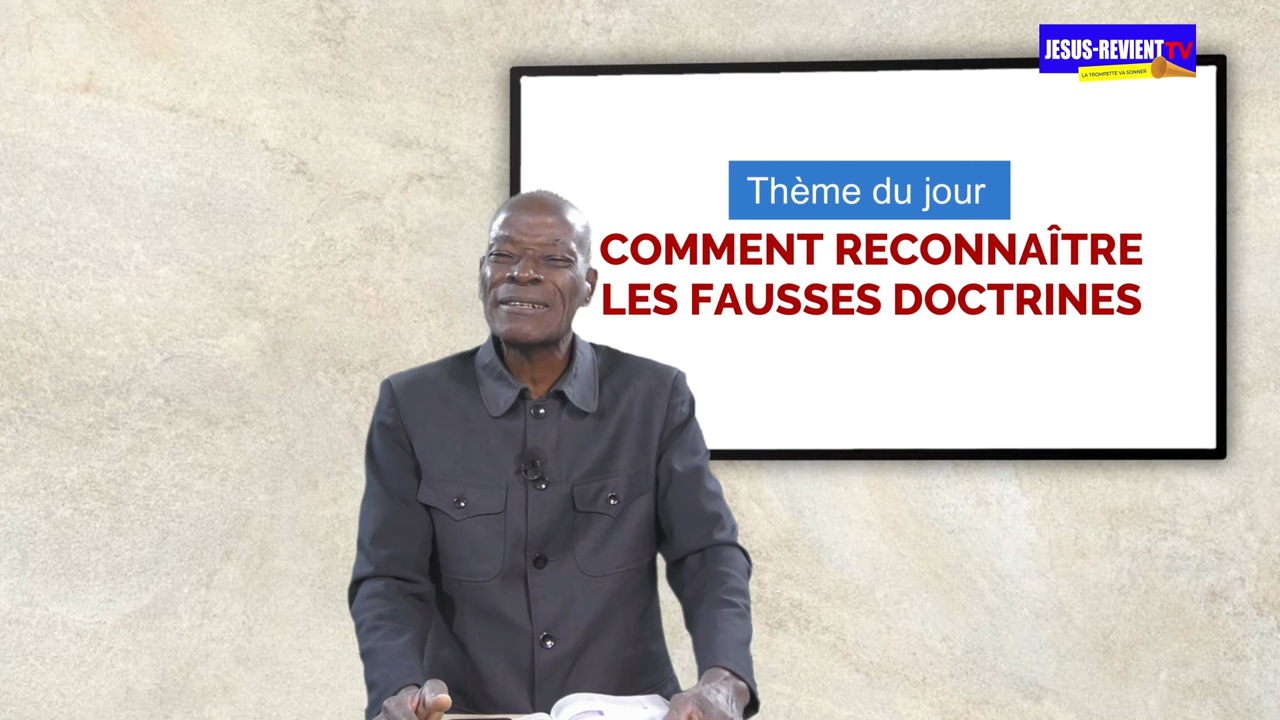 JESUS-REVIENT TV
LA TROMPETTE VA SONNER
Thème du jour
COMMENT RECONNAÎTRE
LES FAUSSES DOCTRINES